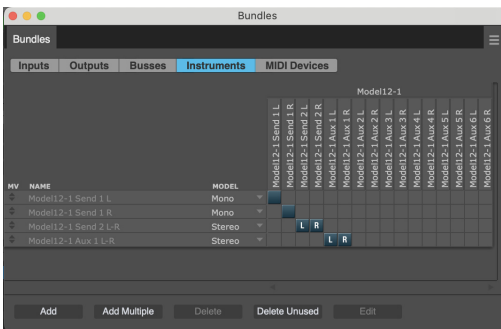 Bundles
Bundles
Inputs Outputs Busses Instruments MIDI Devices
Model12-1
Model12-1 Send 1 L
Model12-1 Send 1 R
Model12-1 Send 2 L
Model12-1 Send 2 R
Model12-1 Aux 1 L
Model12-1 Aux 1 R
Model12-1 Aux 2 L
Model12-1 Aux 2 R
Model12-1 Aux 3 L
Model12-1 Aux 3 R
Model12-1 Aux 4 L
Model12-1 Aux 4 R
Model12-1 Aux 5 L
Model12-1 Aux 5 R
Model12-1 Aux 6 L
Model12-1 Aux 6 R
MV NAME MODEL
Model12-1 Send 1 L Mono
Model12-1 Send 1 R Mono
Model12-1 Send 2 L-R Stereo L R
Model12-1 Aux 1 L-R Stereo L R
Add Add Multiple Delete Delete Unused Edit